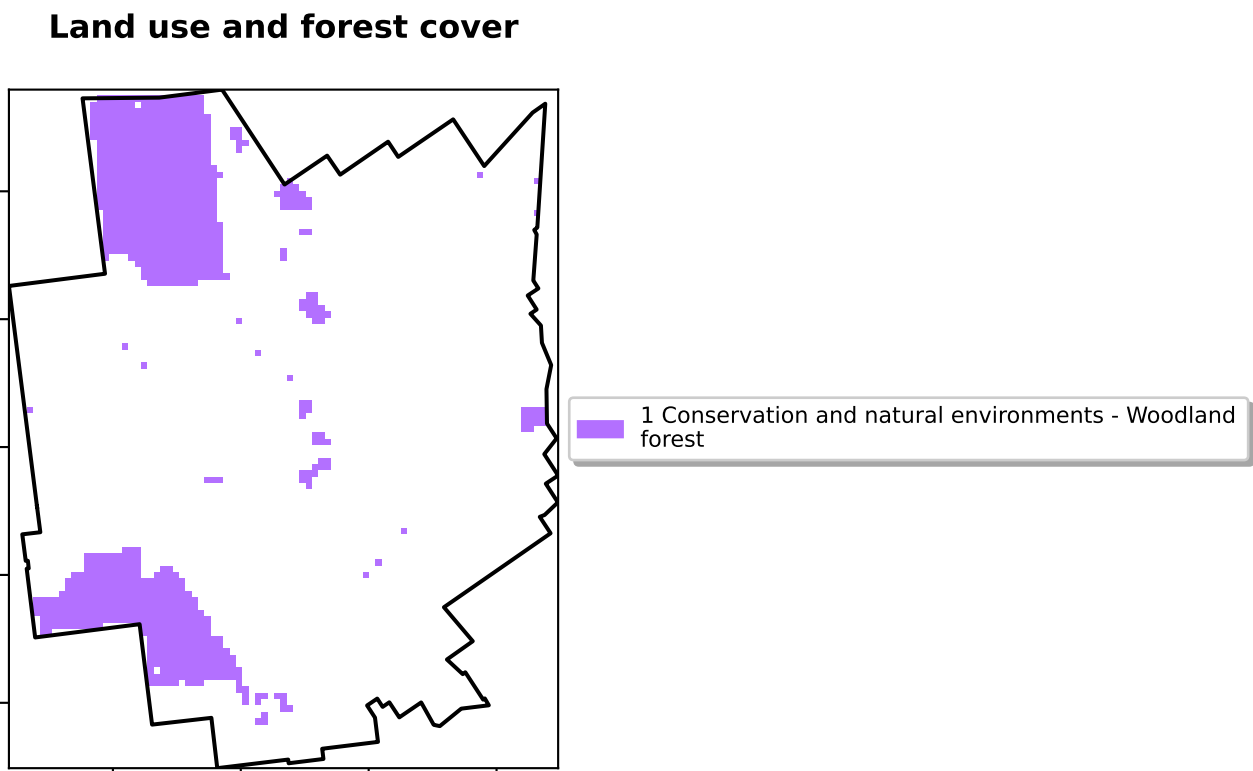 Land use and forest cover
1 Conservation and natural environments - Woodland
forest